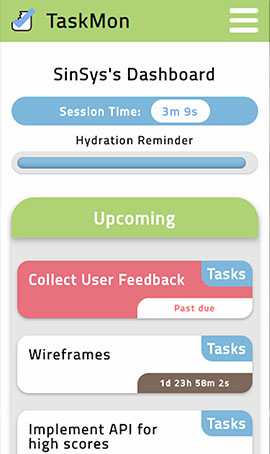 TaskMon
SinSys's Dashboard
Session Time: 3m 9s
Hydration Reminder
Upcoming
Tasks
Collect User Feedback
Past due
Tasks
Wireframes
1d 23h 58m 2s
Tasks
Implement API for
high scores